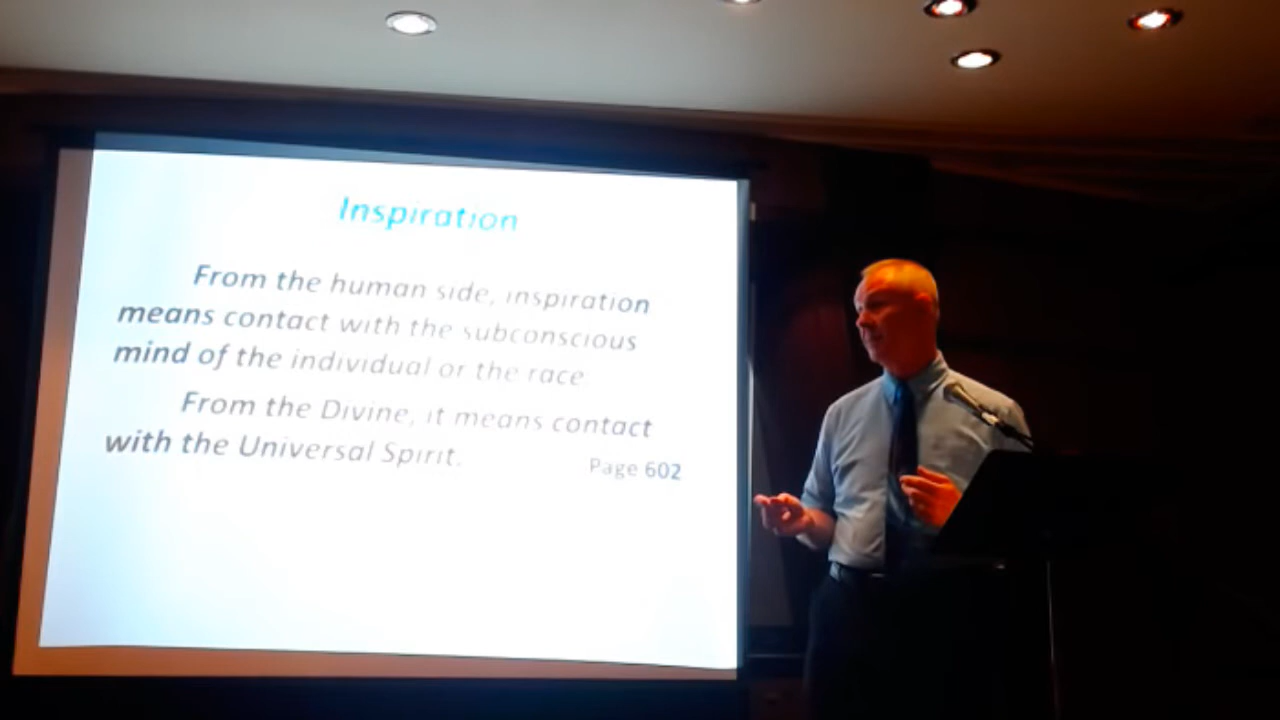 Inspiration
From the human side, inspiration
means contact with the subconscious
mind of the individual or the race.
From the Divine, it means contact
with the Universal Spirit.
Page 602